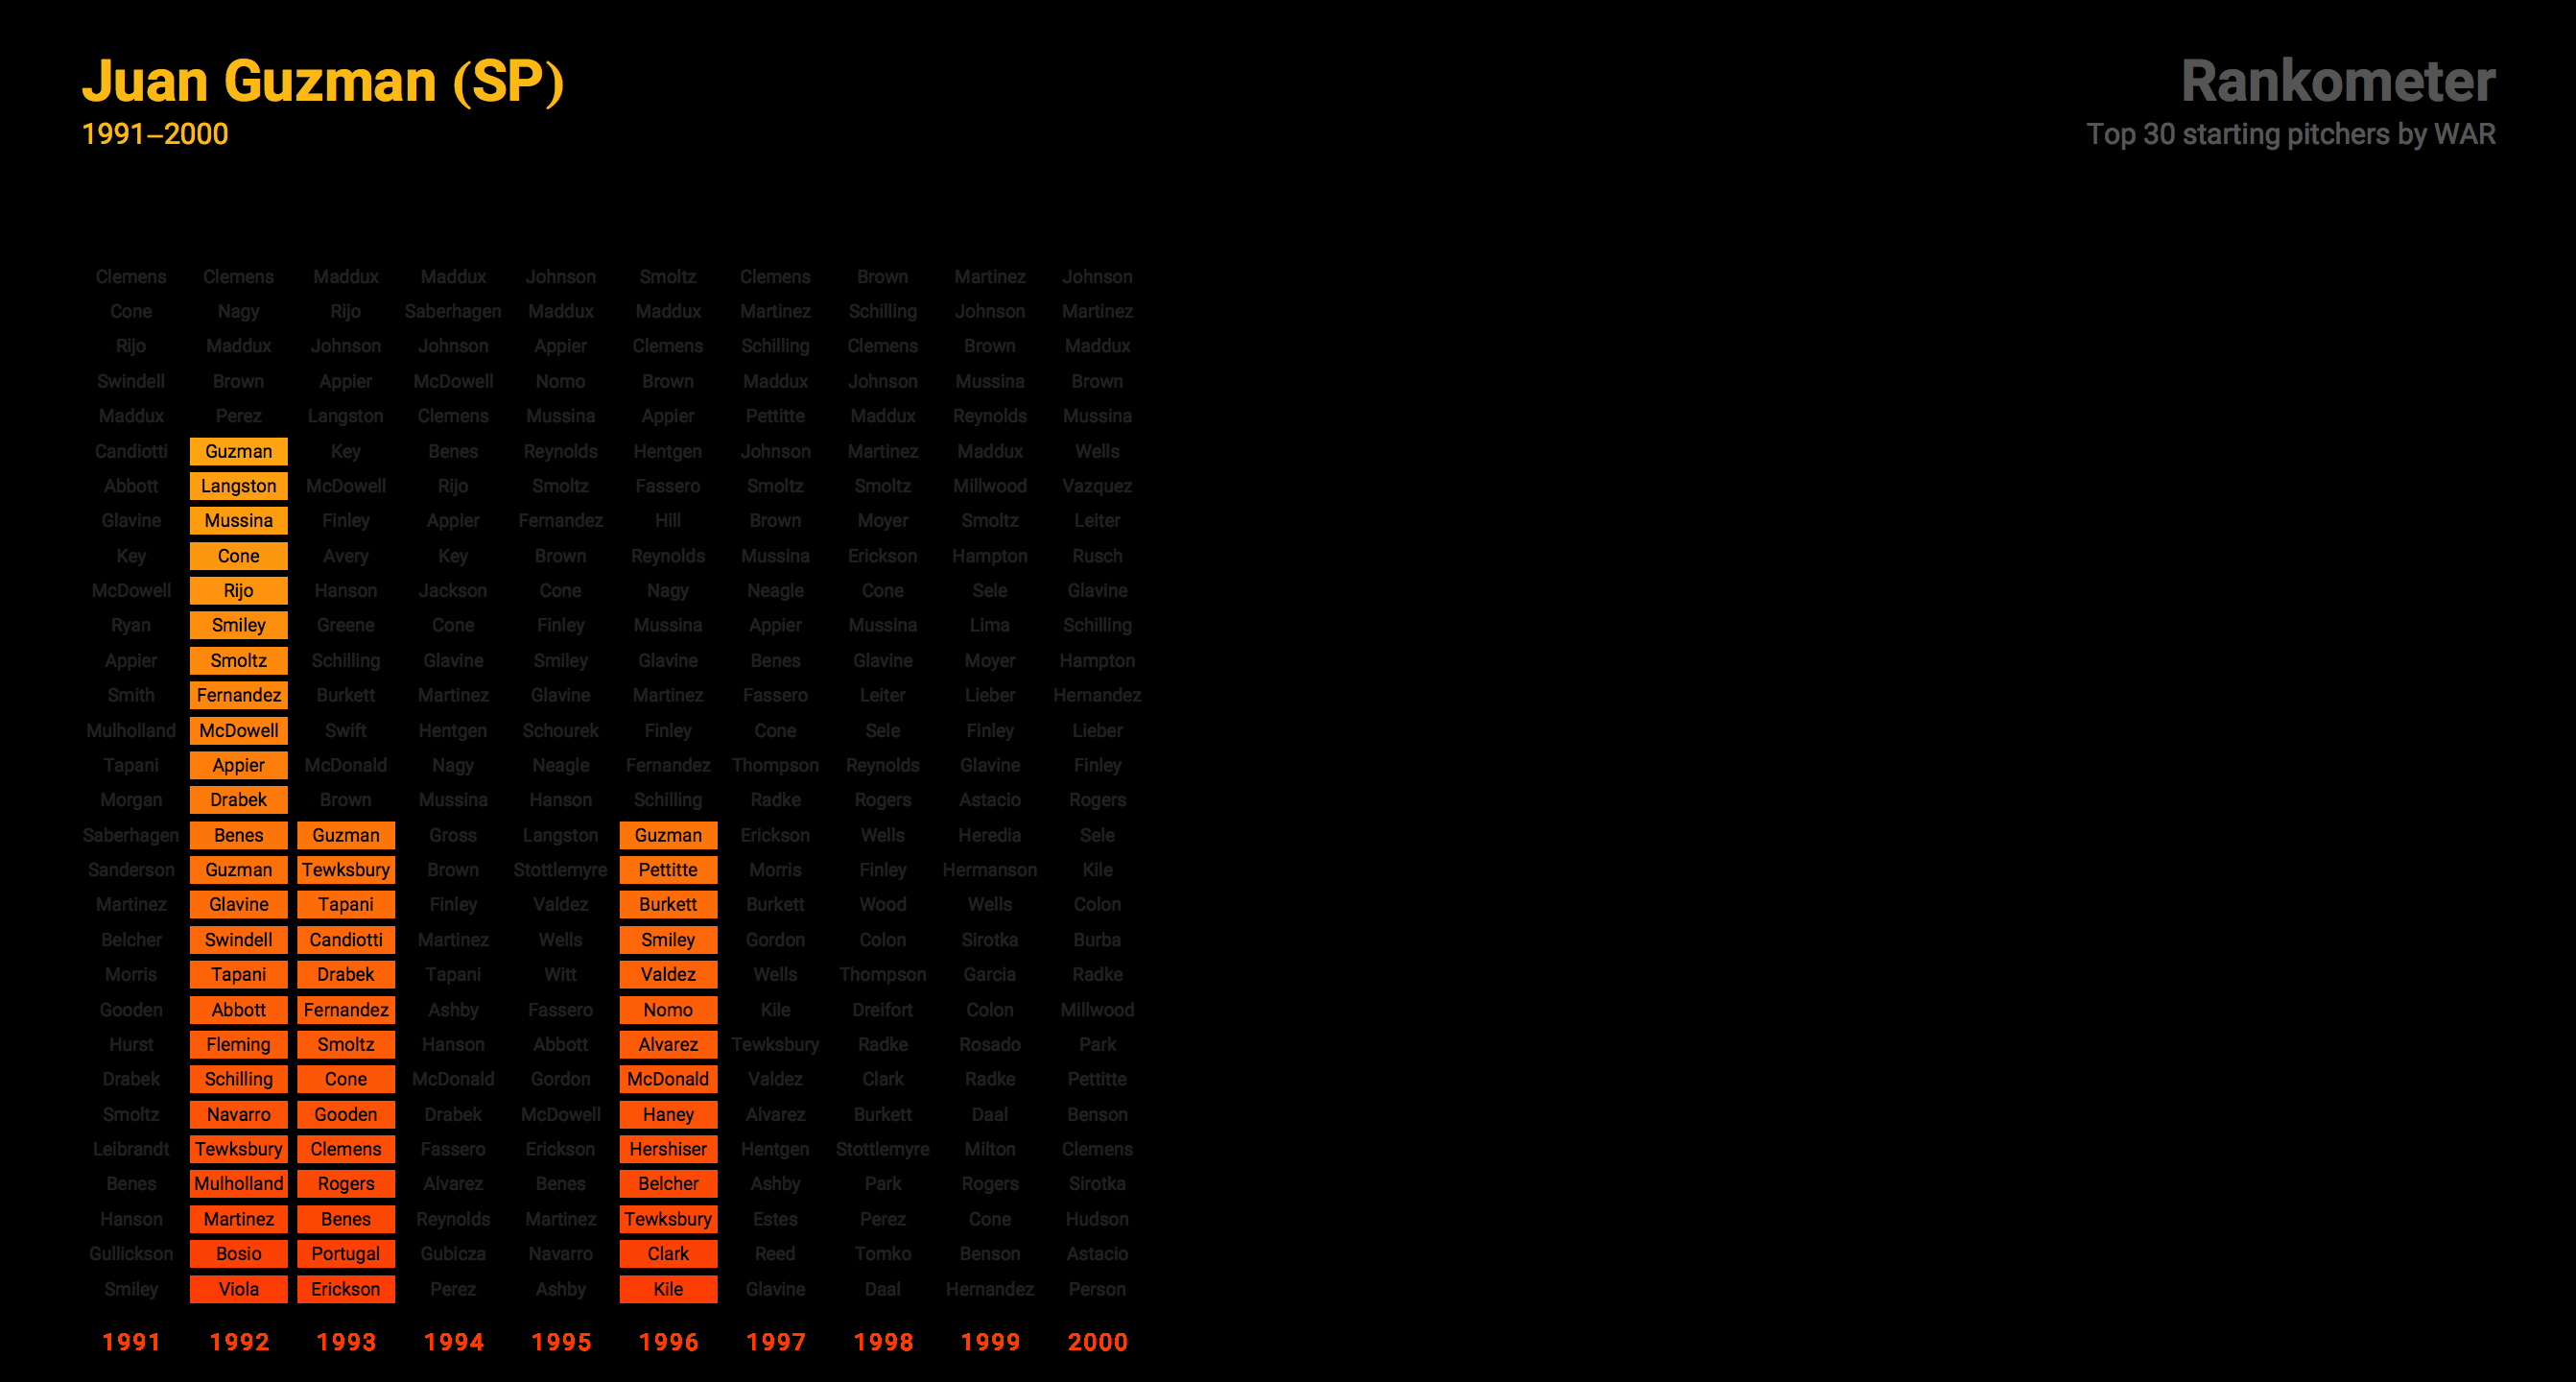 Juan Guzman (SP)
1991–2000
Rankometer
Top 30 starting pitchers by WAR
Clemens Clemens Maddux Maddux Johnson Smoltz Clemens Brown Martinez Johnson
Cone Nagy Rijo Saberhagen Maddux Maddux Martinez Schilling Johnson Martinez
Rijo Maddux Johnson Johnson Appier Clemens Schilling Clemens Brown Maddux
Swindell Brown Appier McDowell Nomo Brown Maddux Johnson Mussina Brown
Maddux Perez Langston Clemens Mussina Appier Pettitte Maddux Reynolds Mussina
Candiotti Guzman Key Benes Reynolds Hentgen Johnson Martinez Maddux Wells
Abbott Langston McDowell Rijo Smoltz Fassero Smoltz Smoltz Millwood Vazquez
Glavine Mussina Finley Appier Fernandez Hill Brown Moyer Smoltz Leiter
Key Cone Avery Key Brown Reynolds Mussina Erickson Hampton Rusch
McDowell Rijo Hanson Jackson Cone Nagy Neagle Cone Sele Glavine
Ryan Smiley Greene Cone Finley Mussina Appier Mussina Lima Schilling
Appier Smoltz Schilling Glavine Smiley Glavine Benes Glavine Moyer Hampton
Smith Fernandez Burkett Martinez Glavine Martinez Fassero Leiter Lieber Hernandez
Mulholland McDowell Swift Hentgen Schourek Finley Cone Sele Finley Lieber
Tapani Appier McDonald Nagy Neagle Fernandez Thompson Reynolds Glavine Finley
Morgan Drabek Brown Mussina Hanson Schilling Radke Rogers Astacio Rogers
Saberhagen Benes Guzman Gross Langston Guzman Erickson Wells Heredia Sele
Sanderson Guzman Tewksbury Brown Stottlemyre Pettitte Morris Finley Hermanson Kile
Martinez Glavine Tapani Finley Valdez Burkett Burkett Wood Wells Colon
Belcher Swindell Candiotti Martinez Wells Smiley Gordon Colon Sirotka Burba
Morris Tapani Drabek Tapani Witt Valdez Wells Thompson Garcia Radke
Gooden Abbott Fernandez Ashby Fassero Nomo Kile Dreifort Colon Millwood
Hurst Fleming Smoltz Hanson Abbott Alvarez Tewksbury Radke Rosado Park
Drabek Schilling Cone McDonald Gordon McDonald Valdez Clark Radke Pettitte
Smoltz Navarro Gooden Drabek McDowell Haney Alvarez Burkett Daal Benson
Leibrandt Tewksbury Clemens Fassero Erickson Hershiser Hentgen Stottlemyre Milton Clemens
Benes Mulholland Rogers Alvarez Benes Belcher Ashby Park Rogers Sirotka
Hanson Martinez Benes Reynolds Martinez Tewksbury Estes Perez Cone Hudson
Gullickson Bosio Portugal Gubicza Navarro Clark Reed Tomko Benson Astacio
Smiley Viola Erickson Perez Ashby Kile Glavine Daal Hernandez Person
1991 1992 1993 1994 1995 1996 1997 1998 1999 2000